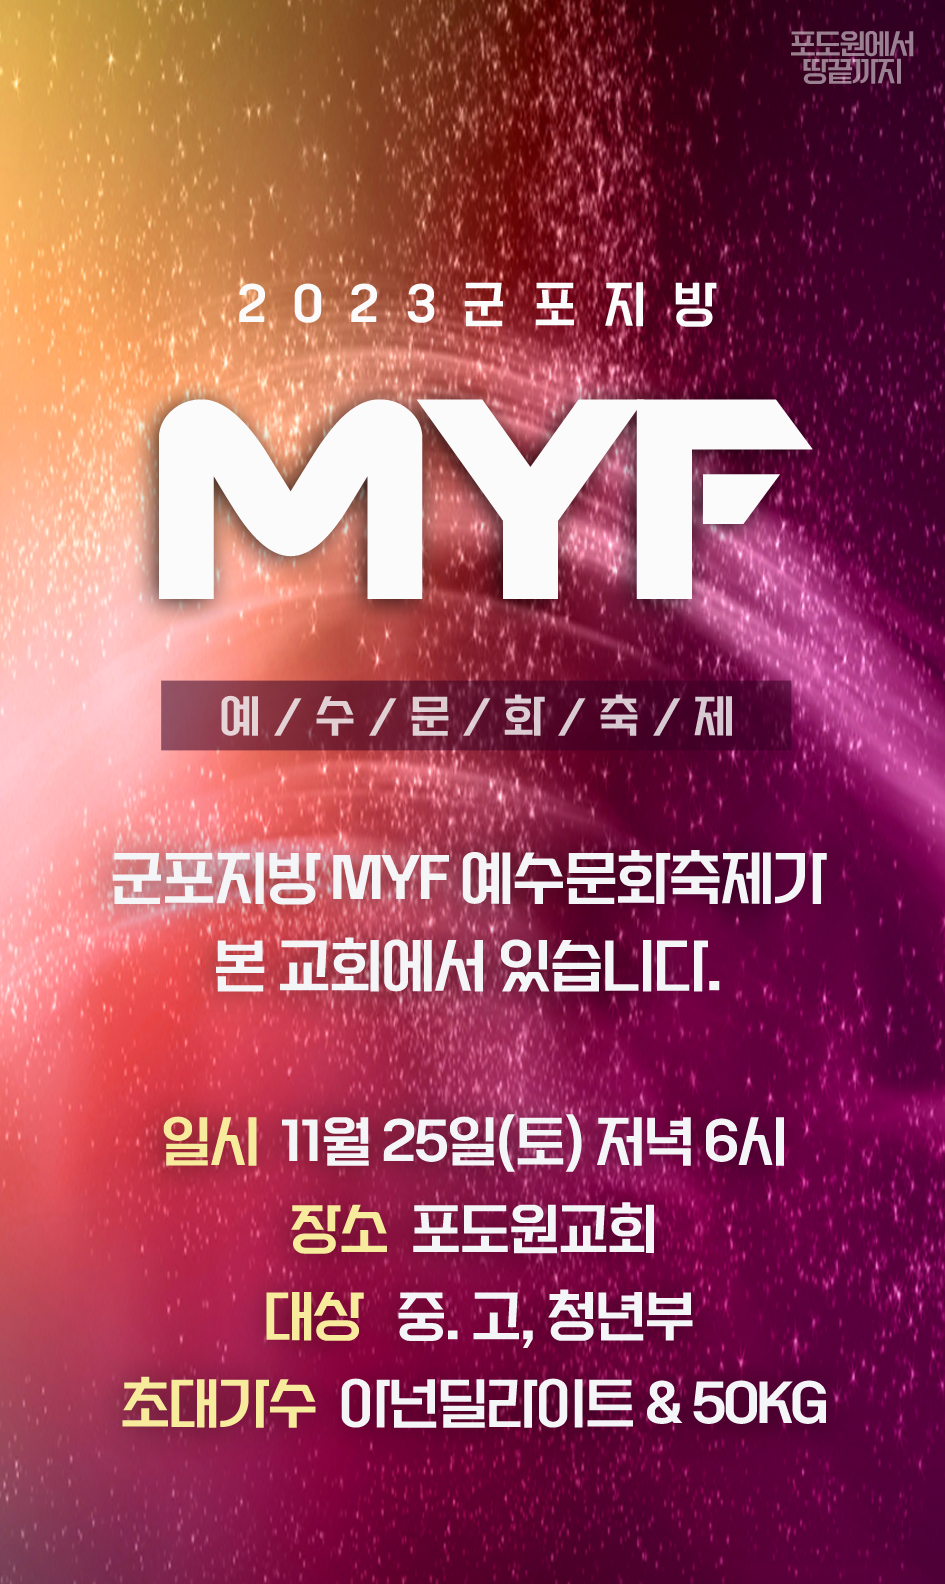 포도원에서
땅끝까지
2023군포지방
MYF
예/수/문/화/축/제
군포지방 MYF 예수문화축제가
본 교회에서 있습니다.
일시 11월 25일(토) 저녁 6시
장소 포도원교회
대상 중. 고, 청년부
초대가수 아넌딜라이트 & 50KG